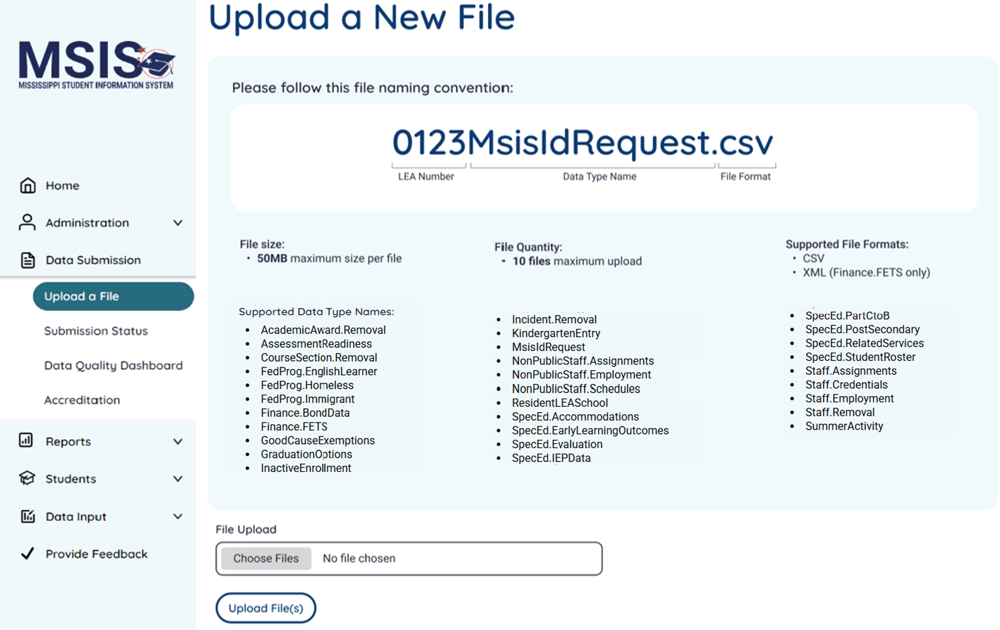 MSIS
MISSISSIPPI STUDENT INFORMATION SYSTEM
Home
Administration
Data Submission
Upload a File
Submission Status
Data Quality Dashboard
Accreditation
Reports
Students
Data Input
Provide Feedback
Upload a New File
Please follow this file naming convention:
0123MsisIdRequest.csv
LEA Number
Data Type Name
File Format
File size:
• 50MB maximum size per file
File Quantity:
• 10 files maximum upload
Supported File Formats:
• CSV
• XML (Finance.FETS only)
Supported Data Type Names:
• AcademicAward.Removal
• AssessmentReadiness
• CourseSection.Removal
• FedProg.EnglishLearner
• FedProg.Homeless
• FedProg.Immigrant
• Finance.BondData
• Finance.FETS
• GoodCauseExemptions
• GraduationOptions
• InactiveEnrollment
• Incident.Removal
• KindergartenEntry
• MsisIdRequest
• NonPublicStaff.Assignments
• NonPublicStaff.Employment
• NonPublicStaff.Schedules
• ResidentLEASchool
• SpecEd.Accommodations
• SpecEd.EarlyLearningOutcomes
• SpecEd.Evaluation
• SpecEd.IEPData
• SpecEd.PartCtoB
• SpecEd.PostSecondary
• SpecEd.RelatedServices
• SpecEd.StudentRoster
• Staff.Assignments
• Staff.Credentials
• Staff.Employment
• Staff.Removal
• SummerActivity
File Upload
Choose Files No file chosen
Upload File(s)